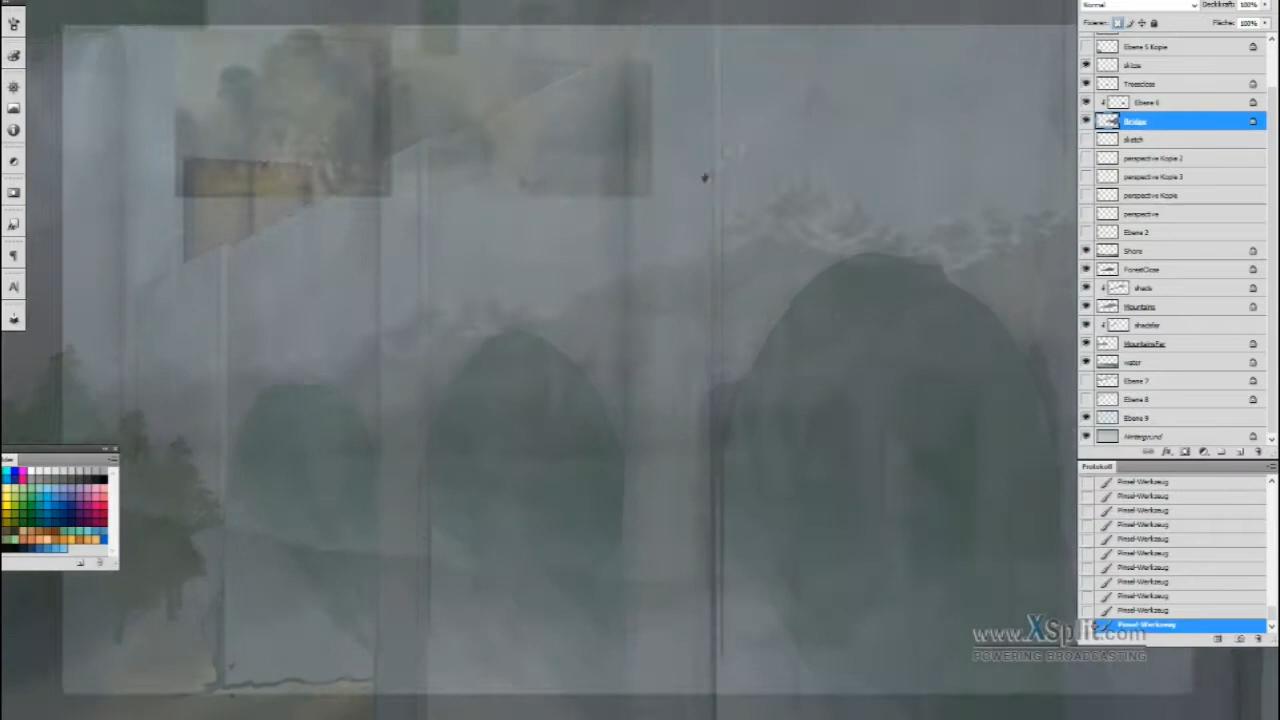 Normal
Deckkraft: 100%
Fixieren:
Fläche: 100%
Ebene 5 Kopie
skizze
Treesclose
Ebene 6
Bridge
sketch
perspective Kopie 2
perspective Kopie 3
perspective Kopie
perspective
Ebene 2
Shore
ForestClose
shade
Mountains
shadefar
MountainsFar
water
Ebene 7
Ebene 8
Ebene 9
Hintergrund
Protokoll
Pinsel-Werkzeug
Pinsel-Werkzeug
Pinsel-Werkzeug
Pinsel-Werkzeug
Pinsel-Werkzeug
Pinsel-Werkzeug
Pinsel-Werkzeug
Pinsel-Werkzeug
Pinsel-Werkzeug
Pinsel-Werkzeug
Pinsel-Werkzeug
www.XSplit.com
POWERING BROADCASTING